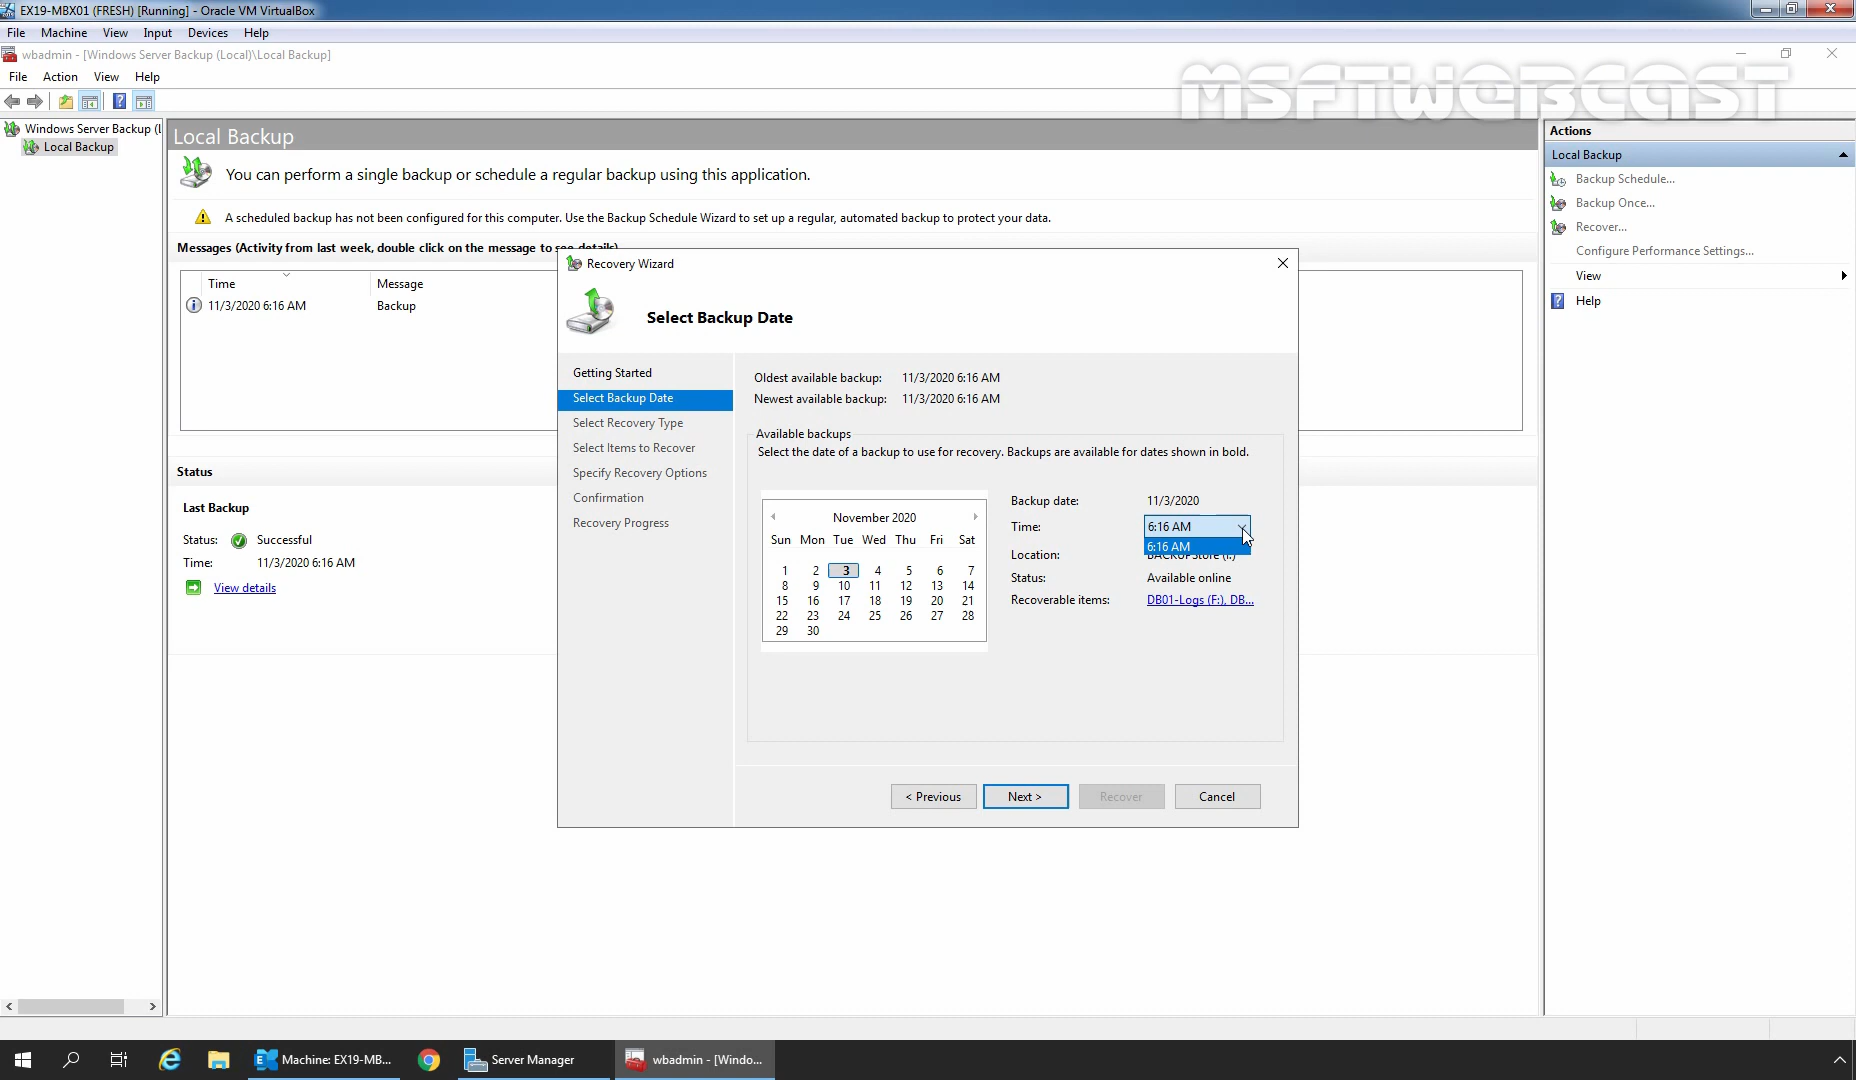 EX19-MBX01 (FRESH) [Running] - Oracle VM VirtualBox
File Machine View Input Devices Help
wbadmin - [Windows Server Backup (Local)\Local Backup]
File Action View Help
MSFTWEBCAST
Windows Server Backup (L
Local Backup
Local Backup
You can perform a single backup or schedule a regular backup using this application.
A scheduled backup has not been configured for this computer. Use the Backup Schedule Wizard to set up a regular, automated backup to protect your data.
Messages (Activity from last week, double click on the message to see details)
Time Message
11/3/2020 6:16 AM Backup
Status
Last Backup
Status: Successful
Time: 11/3/2020 6:16 AM
View details
Recovery Wizard
Select Backup Date
Getting Started
Select Backup Date
Select Recovery Type
Select Items to Recover
Specify Recovery Options
Confirmation
Recovery Progress
Oldest available backup: 11/3/2020 6:16 AM
Newest available backup: 11/3/2020 6:16 AM
Available backups
Select the date of a backup to use for recovery. Backups are available for dates shown in bold.
November 2020
Sun Mon Tue Wed Thu Fri Sat
1 2 3 4 5 6 7
8 9 10 11 12 13 14
15 16 17 18 19 20 21
22 23 24 25 26 27 28
29 30
Backup date: 11/3/2020
Time: 6:16 AM
6:16 AM
Location: BACKUPStore (I:)
Status: Available online
Recoverable items: DB01-Logs (F:), DB...
< Previous Next > Recover Cancel
Actions
Local Backup
Backup Schedule...
Backup Once...
Recover...
Configure Performance Settings...
View
Help
Machine: EX19-MB... Server Manager wbadmin - [Windo...